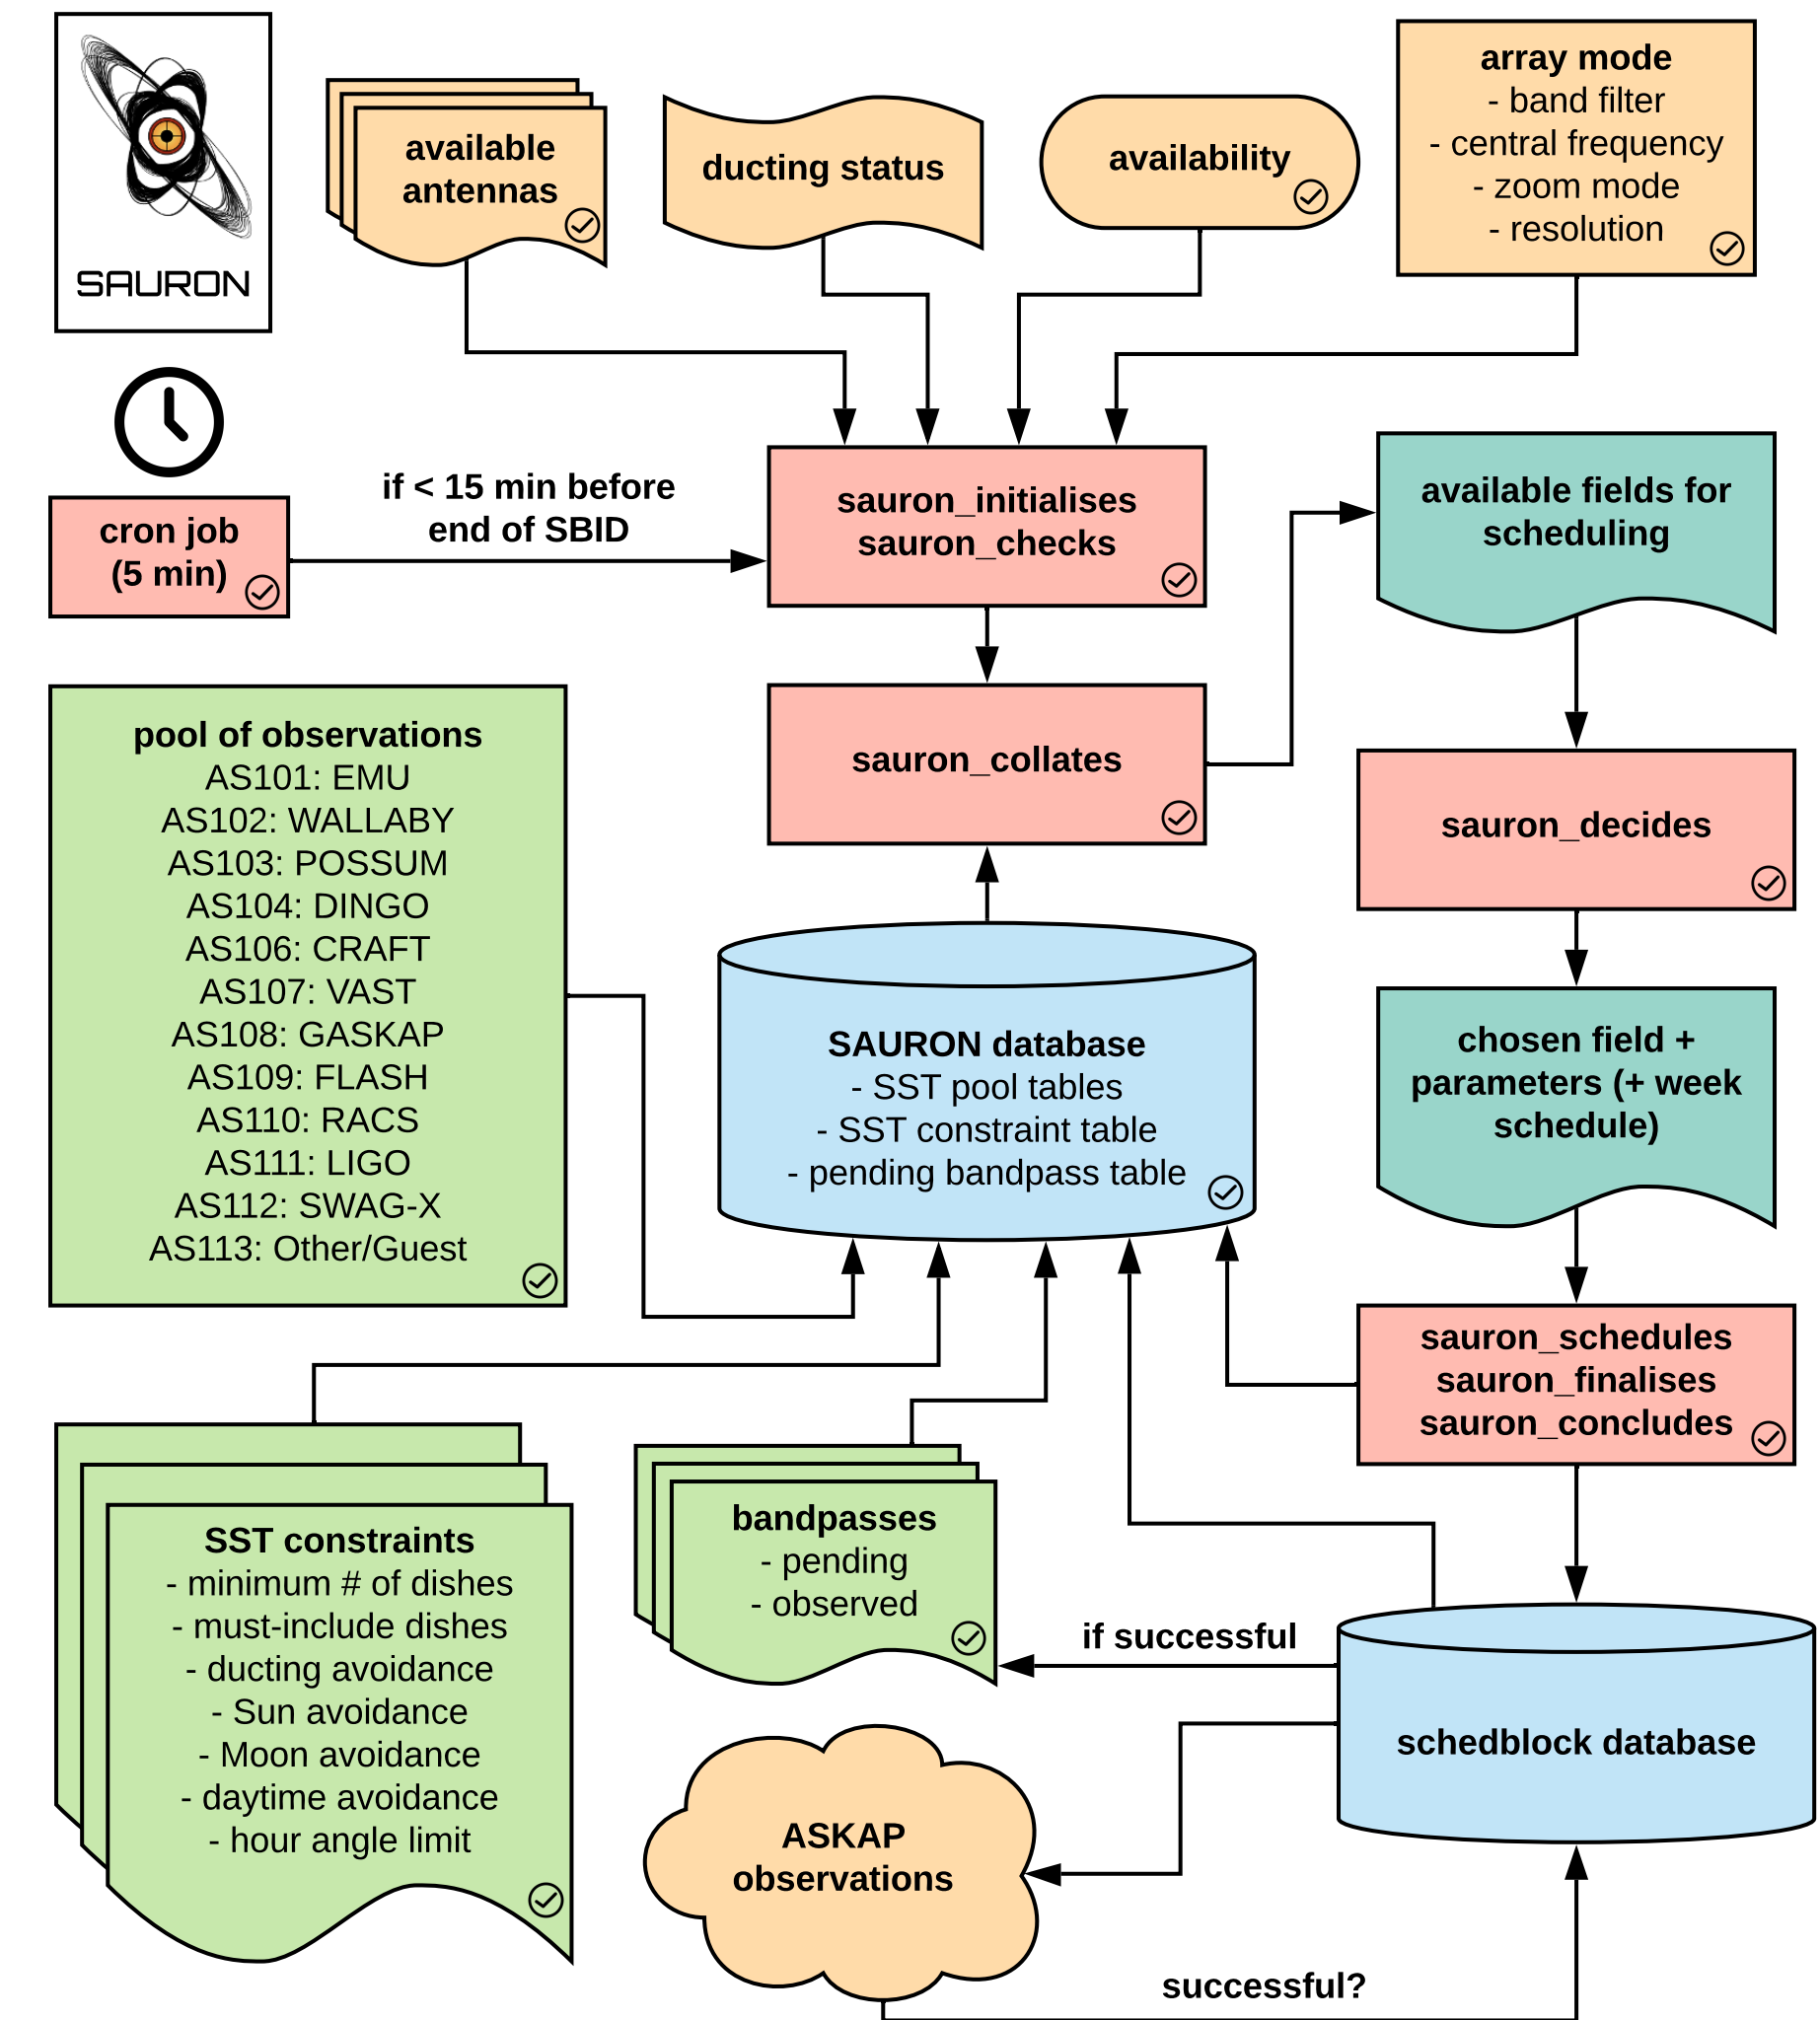 SAURON
available
antennas
ducting status
availability
array mode
- band filter
- central frequency
- zoom mode
- resolution
cron job
(5 min)
if < 15 min before
end of SBID
sauron_initialises
sauron_checks
available fields for
scheduling
pool of observations
AS101: EMU
AS102: WALLABY
AS103: POSSUM
AS104: DINGO
AS106: CRAFT
AS107: VAST
AS108: GASKAP
AS109: FLASH
AS110: RACS
AS111: LIGO
AS112: SWAG-X
AS113: Other/Guest
sauron_collates
sauron_decides
SAURON database
- SST pool tables
- SST constraint table
- pending bandpass table
chosen field +
parameters (+ week
schedule)
sauron_schedules
sauron_finalises
sauron_concludes
SST constraints
- minimum # of dishes
- must-include dishes
- ducting avoidance
- Sun avoidance
- Moon avoidance
- daytime avoidance
- hour angle limit
bandpasses
- pending
- observed
if successful
schedblock database
ASKAP
observations
successful?